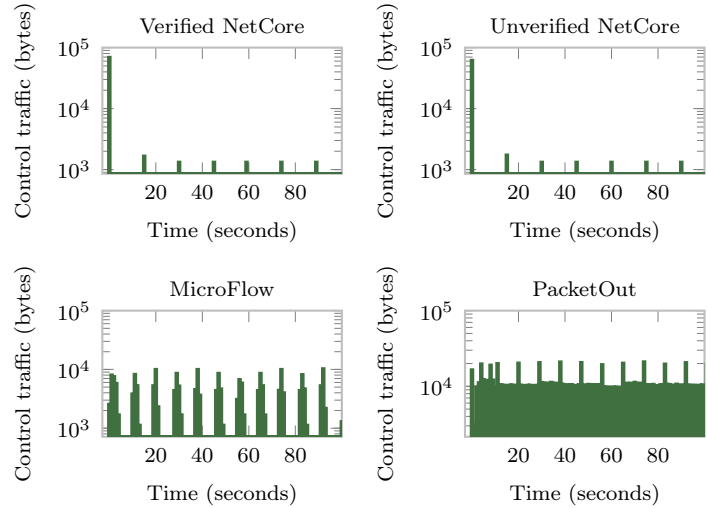 Verified NetCore
Control traffic (bytes)
10^5
10^4
10^3
20 40 60 80
Time (seconds)
Unverified NetCore
Control traffic (bytes)
10^5
10^4
10^3
20 40 60 80
Time (seconds)
MicroFlow
Control traffic (bytes)
10^5
10^4
10^3
20 40 60 80
Time (seconds)
PacketOut
Control traffic (bytes)
10^5
10^4
20 40 60 80
Time (seconds)